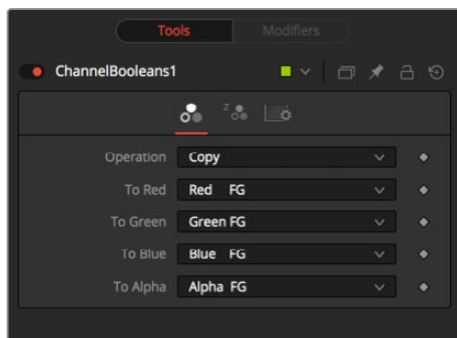 Tools Modifiers
ChannelBooleans1
Z
Operation Copy
To Red Red FG
To Green Green FG
To Blue Blue FG
To Alpha Alpha FG